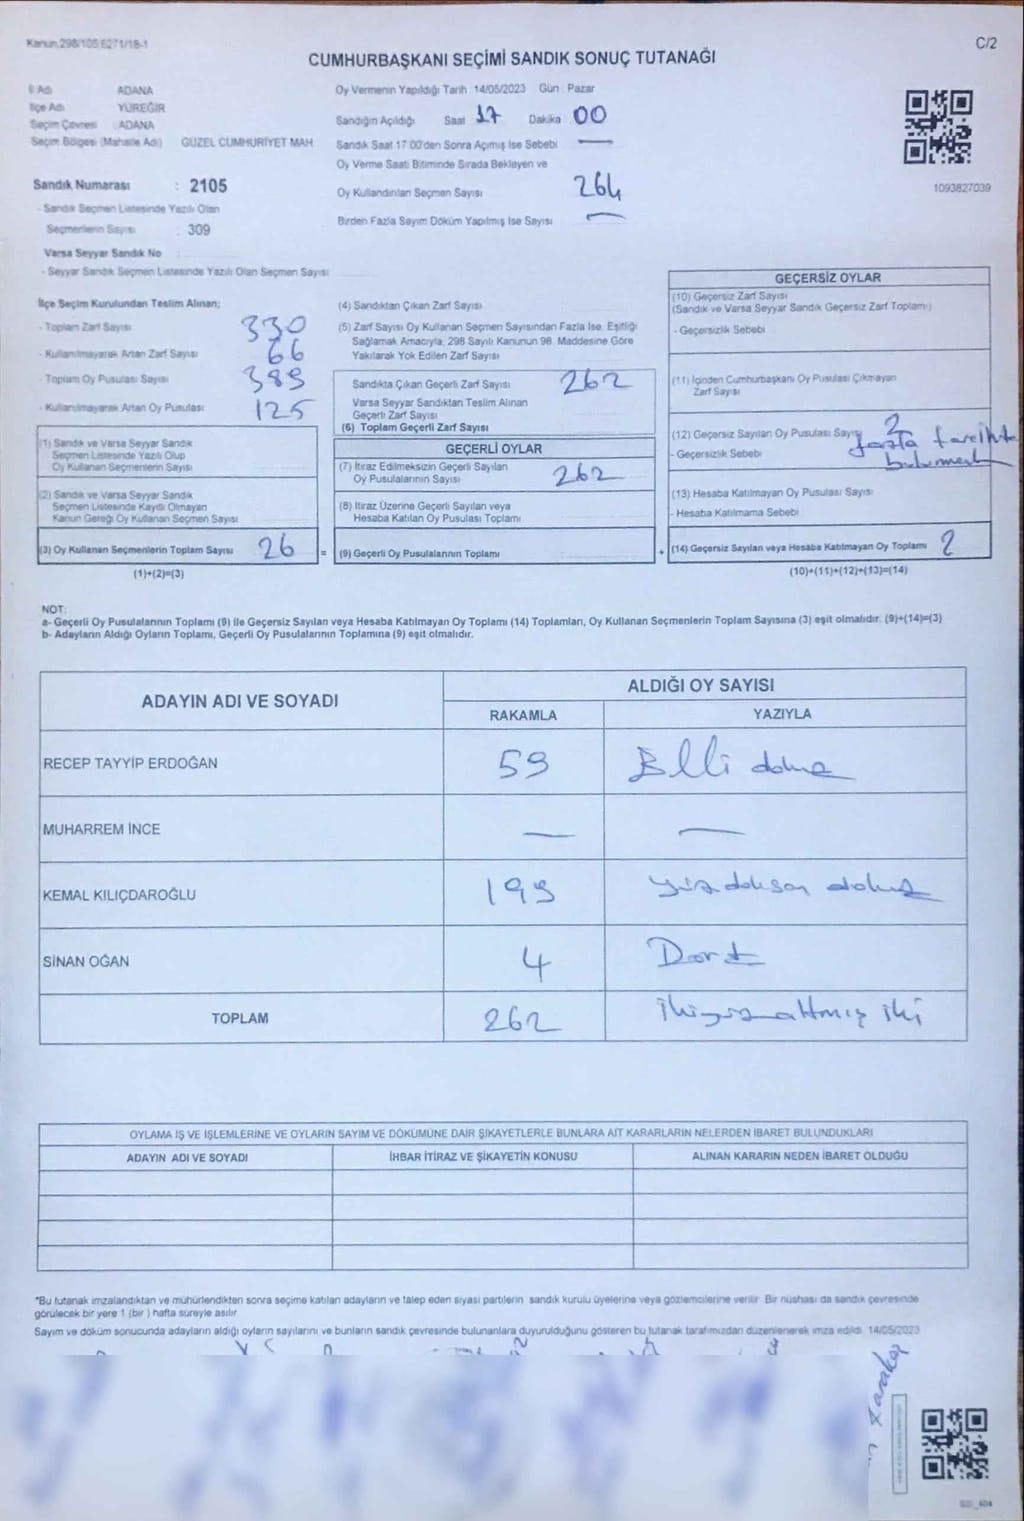 Kanun,298/105,6271/18-1
C/2
CUMHURBAŞKANI SEÇİMİ SANDIK SONUÇ TUTANAĞI
İl Adı ADANA
İlçe Adı YÜREĞİR
Seçim Çevresi : ADANA
Seçim Bölgesi (Mahalle Adı) GÜZEL CUMHURİYET MAH.
Sandık Numarası : 2105
- Sandık Seçmen Listesinde Yazılı Olan
Seçmenlerin Sayısı : 309
Varsa Seyyar Sandık No
- Seyyar Sandık Seçmen Listesinde Yazılı Olan Seçmen Sayısı
Oy Vermenin Yapıldığı Tarih : 14/05/2023 Gün : Pazar
Sandığın Açıldığı Saat 17 Dakika 00
Sandık Saat 17:00'den Sonra Açımış İse Sebebi —
Oy Verme Saati Bitiminde Sırada Bekleyen ve
Oy Kullandırılan Seçmen Sayısı 264
Birden Fazla Sayım Döküm Yapılmış İse Sayısı —
1093827039
İlçe Seçim Kurulundan Teslim Alınan;
- Toplam Zarf Sayısı 330
- Kullanılmayarak Artan Zarf Sayısı 66
- Toplam Oy Pusulası Sayısı 389
- Kullanılmayarak Artan Oy Pusulası 125
(1) Sandık ve Varsa Seyyar Sandık
Seçmen Listesinde Yazılı Olup
Oy Kullanan Seçmenlerin Sayısı
(2) Sandık ve Varsa Seyyar Sandık
Seçmen Listesinde Kayıtlı Olmayan
Kanun Gereği Oy Kullanan Seçmen Sayısı
(3) Oy Kullanan Seçmenlerin Toplam Sayısı 26 =
(1)+(2)=(3)
(4) Sandıktan Çıkan Zarf Sayısı
(5) Zarf Sayısı Oy Kullanan Seçmen Sayısından Fazla İse, Eşitliği
Sağlamak Amacıyla, 298 Sayılı Kanunun 98. Maddesine Göre
Yakılarak Yok Edilen Zarf Sayısı
Sandıkta Çıkan Geçerli Zarf Sayısı 262
Varsa Seyyar Sandıktan Teslim Alınan
Geçerli Zarf Sayısı
(6) Toplam Geçerli Zarf Sayısı
GEÇERLİ OYLAR
(7) İtiraz Edilmeksizin Geçerli Sayılan
Oy Pusulalarının Sayısı 262
(8) İtiraz Üzerine Geçerli Sayılan veya
Hesaba Katılan Oy Pusulası Toplamı
(9) Geçerli Oy Pusulalarının Toplamı +
GEÇERSİZ OYLAR
(10) Geçersiz Zarf Sayısı
(Sandık ve Varsa Seyyar Sandık Geçersiz Zarf Toplamı)
- Geçersizlik Sebebi
(11) İçinden Cumhurbaşkanı Oy Pusulası Çıkmayan
Zarf Sayısı
(12) Geçersiz Sayılan Oy Pusulası Sayısı 2
- Geçersizlik Sebebi fazla tercihte
bulunmak
(13) Hesaba Katılmayan Oy Pusulası Sayısı
- Hesaba Katılmama Sebebi
(14) Geçersiz Sayılan veya Hesaba Katılmayan Oy Toplamı 2
(10)+(11)+(12)+(13)=(14)
NOT:
a- Geçerli Oy Pusulalarının Toplamı (9) ile Geçersiz Sayılan veya Hesaba Katılmayan Oy Toplamı (14) Toplamları, Oy Kullanan Seçmenlerin Toplam Sayısına (3) eşit olmalıdır. (9)+(14)=(3)
b- Adayların Aldığı Oyların Toplamı, Geçerli Oy Pusulalarının Toplamına (9) eşit olmalıdır.
ADAYIN ADI VE SOYADI
ALDIĞI OY SAYISI
RAKAMLA YAZIYLA
RECEP TAYYİP ERDOĞAN 59 Elli dokuz
MUHARREM İNCE — —
KEMAL KILIÇDAROĞLU 199 yüz doksan dokuz
SİNAN OĞAN 4 Dört
TOPLAM 262 ikiyüz altmış iki
OYLAMA İŞ VE İŞLEMLERİNE VE OYLARIN SAYIM VE DÖKÜMÜNE DAİR ŞİKAYETLERLE BUNLARA AİT KARARLARIN NELERDEN İBARET BULUNDUKLARI
ADAYIN ADI VE SOYADI İHBAR İTİRAZ VE ŞİKAYETİN KONUSU ALINAN KARARIN NEDEN İBARET OLDUĞU
*Bu tutanak imzalandıktan ve mühürlendikten sonra seçime katılan adayların ve talep eden siyasi partilerin sandık kurulu üyelerine veya gözlemcilerine verilir. Bir nüshası da sandık çevresinde
görülecek bir yere 1 (bir ) hafta süreyle asılır.
Sayım ve döküm sonucunda adayların aldığı oyların sayılarını ve bunların sandık çevresinde bulunanlara duyurulduğunu gösteren bu tutanak tarafımızdan düzenlenerek imza edildi. 14/05/2023